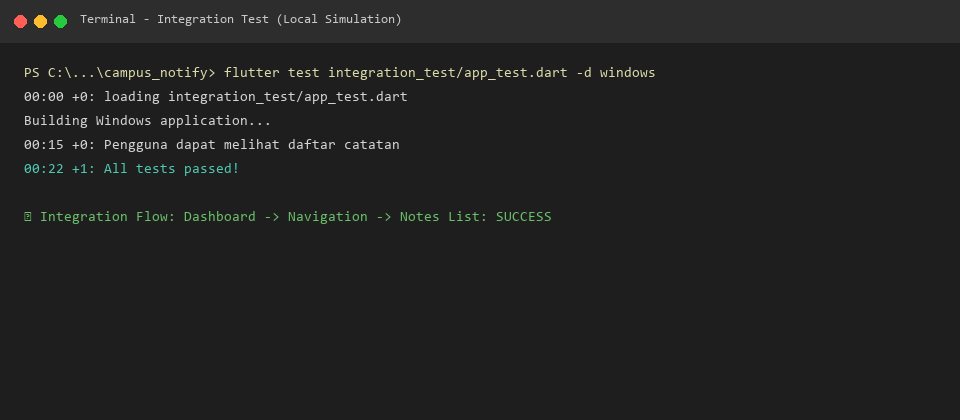 Terminal - Integration Test (Local Simulation)
PS C:\...\campus_notify> flutter test integration_test/app_test.dart -d windows
00:00 +0: loading integration_test/app_test.dart
Building Windows application...
00:15 +0: Pengguna dapat melihat daftar catatan
00:22 +1: All tests passed!
Integration Flow: Dashboard -> Navigation -> Notes List: SUCCESS